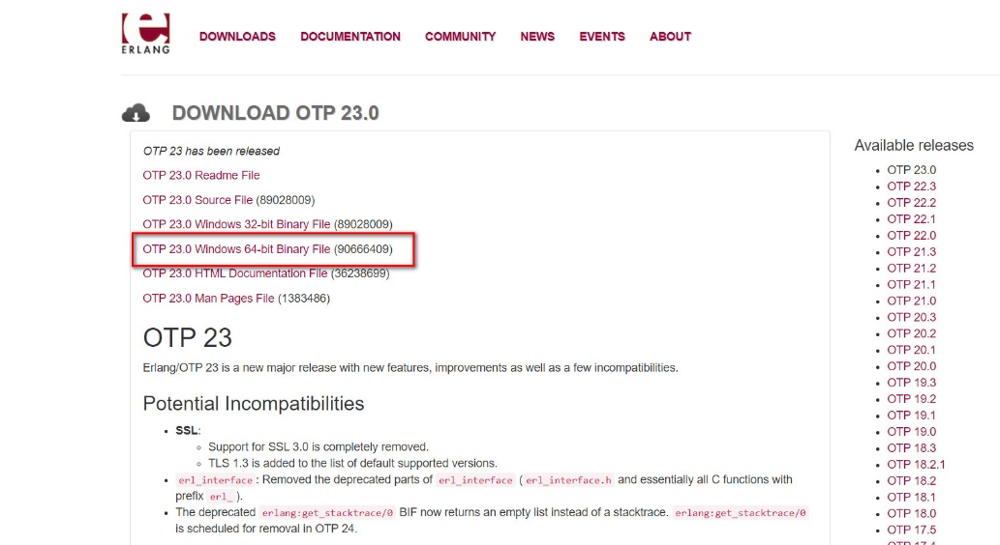 ERLANG
DOWNLOADS DOCUMENTATION COMMUNITY NEWS EVENTS ABOUT
DOWNLOAD OTP 23.0
OTP 23 has been released
OTP 23.0 Readme File
OTP 23.0 Source File (89028009)
OTP 23.0 Windows 32-bit Binary File (89028009)
OTP 23.0 Windows 64-bit Binary File (90666409)
OTP 23.0 HTML Documentation File (36238699)
OTP 23.0 Man Pages File (1383486)
OTP 23
Erlang/OTP 23 is a new major release with new features, improvements as well as a few incompatibilities.
Potential Incompatibilities
SSL:
Support for SSL 3.0 is completely removed.
TLS 1.3 is added to the list of default supported versions.
erl_interface : Removed the deprecated parts of erl_interface ( erl_interface.h and essentially all C functions with
prefix erl_ ).
The deprecated erlang:get_stacktrace/0 BIF now returns an empty list instead of a stacktrace. erlang:get_stacktrace/0
is scheduled for removal in OTP 24.
Available releases
OTP 23.0
OTP 22.3
OTP 22.2
OTP 22.1
OTP 22.0
OTP 21.3
OTP 21.2
OTP 21.1
OTP 21.0
OTP 20.3
OTP 20.2
OTP 20.1
OTP 20.0
OTP 19.3
OTP 19.2
OTP 19.1
OTP 19.0
OTP 18.3
OTP 18.2.1
OTP 18.2
OTP 18.1
OTP 18.0
OTP 17.5
OTP 17.4